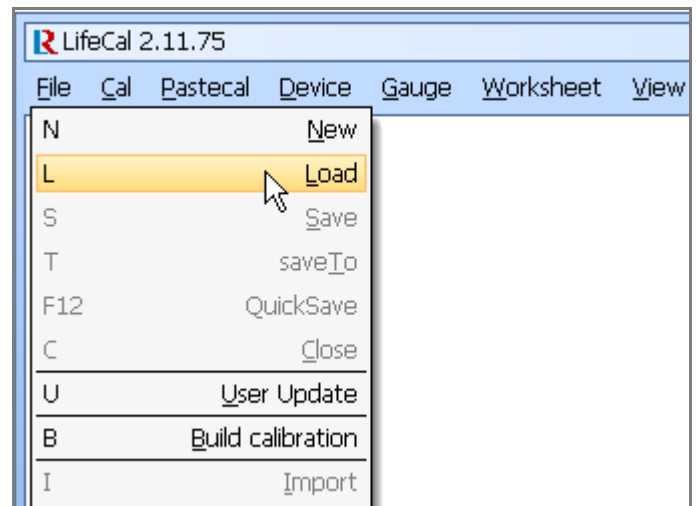 LifeCal 2.11.75
File Cal Pastecal Device Gauge Worksheet View
N New
L Load
S Save
T saveTo
F12 QuickSave
C Close
U User Update
B Build calibration
I Import